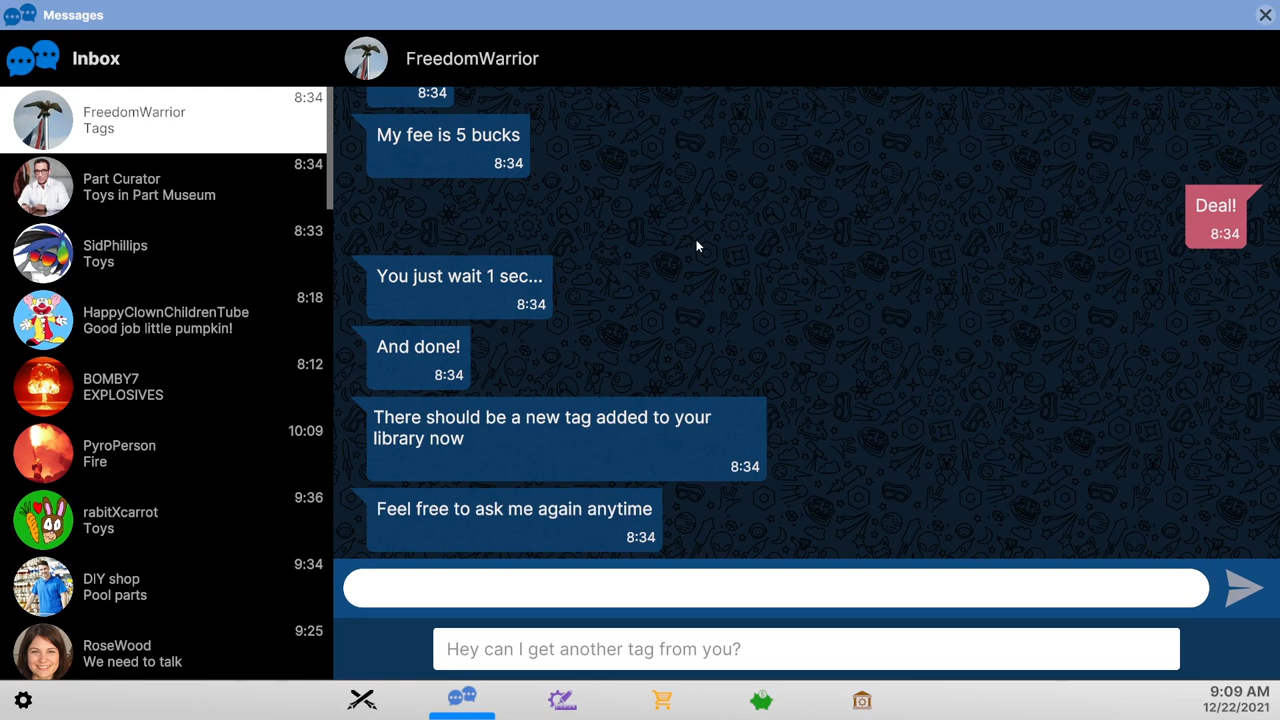 Messages
Inbox
FreedomWarrior
Tags
8:34
Part Curator
Toys in Part Museum
8:34
SidPhillips
Toys
8:33
HappyClownChildrenTube
Good job little pumpkin!
8:18
BOMBY7
EXPLOSIVES
8:12
PyroPerson
Fire
10:09
rabitXcarrot
Toys
9:36
DIY shop
Pool parts
9:34
RoseWood
We need to talk
9:25
FreedomWarrior
8:34
My fee is 5 bucks
8:34
Deal!
8:34
You just wait 1 sec...
8:34
And done!
8:34
There should be a new tag added to your
library now
8:34
Feel free to ask me again anytime
8:34
Hey can I get another tag from you?
9:09 AM
12/22/2021